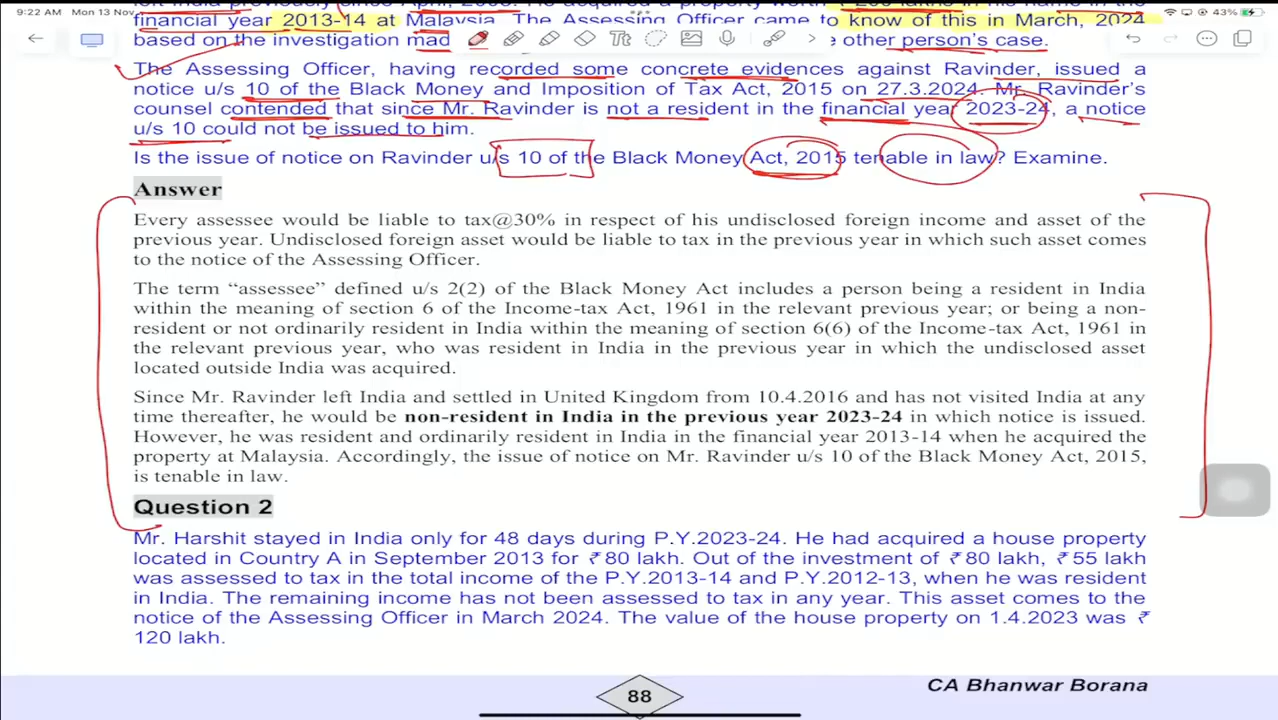 9:22 AM Mon 13 Nov
43%
financial year 2013-14 at Malaysia. The Assessing Officer came to know of this in March, 2024
based on the investigation mad other person's case.
The Assessing Officer, having recorded some concrete evidences against Ravinder, issued a
notice u/s 10 of the Black Money and Imposition of Tax Act, 2015 on 27.3.2024. Mr. Ravinder's
counsel contended that since Mr. Ravinder is not a resident in the financial year 2023-24, a notice
u/s 10 could not be issued to him.
Is the issue of notice on Ravinder u/s 10 of the Black Money Act, 2015 tenable in law? Examine.
Answer
Every assessee would be liable to tax@30% in respect of his undisclosed foreign income and asset of the
previous year. Undisclosed foreign asset would be liable to tax in the previous year in which such asset comes
to the notice of the Assessing Officer.
The term “assessee” defined u/s 2(2) of the Black Money Act includes a person being a resident in India
within the meaning of section 6 of the Income-tax Act, 1961 in the relevant previous year; or being a non-
resident or not ordinarily resident in India within the meaning of section 6(6) of the Income-tax Act, 1961 in
the relevant previous year, who was resident in India in the previous year in which the undisclosed asset
located outside India was acquired.
Since Mr. Ravinder left India and settled in United Kingdom from 10.4.2016 and has not visited India at any
time thereafter, he would be non-resident in India in the previous year 2023-24 in which notice is issued.
However, he was resident and ordinarily resident in India in the financial year 2013-14 when he acquired the
property at Malaysia. Accordingly, the issue of notice on Mr. Ravinder u/s 10 of the Black Money Act, 2015,
is tenable in law.
Question 2
Mr. Harshit stayed in India only for 48 days during P.Y.2023-24. He had acquired a house property
located in Country A in September 2013 for ₹ 80 lakh. Out of the investment of ₹ 80 lakh, ₹ 55 lakh
was assessed to tax in the total income of the P.Y.2013-14 and P.Y.2012-13, when he was resident
in India. The remaining income has not been assessed to tax in any year. This asset comes to the
notice of the Assessing Officer in March 2024. The value of the house property on 1.4.2023 was ₹
120 lakh.
88
CA Bhanwar Borana